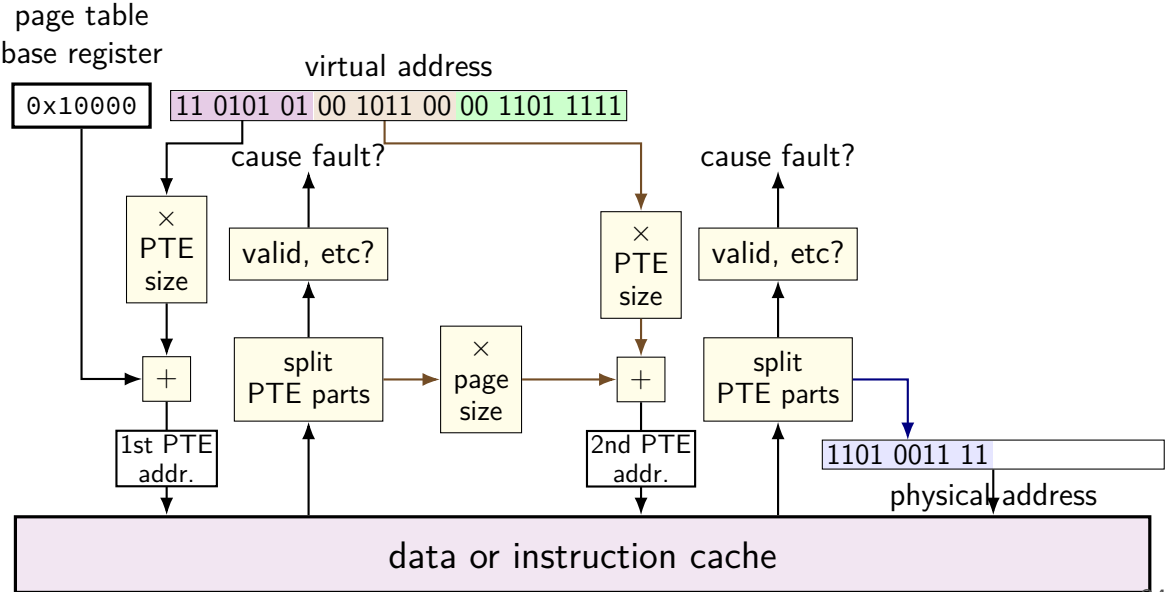 page table
base register
virtual address
0x10000
11 0101 01 00 1011 00 00 1101 1111
cause fault?
cause fault?
×
PTE
size
valid, etc?
×
PTE
size
valid, etc?
+
split
PTE parts
×
page
size
+
split
PTE parts
1st PTE
addr.
2nd PTE
addr.
1101 0011 11
physical address
data or instruction cache